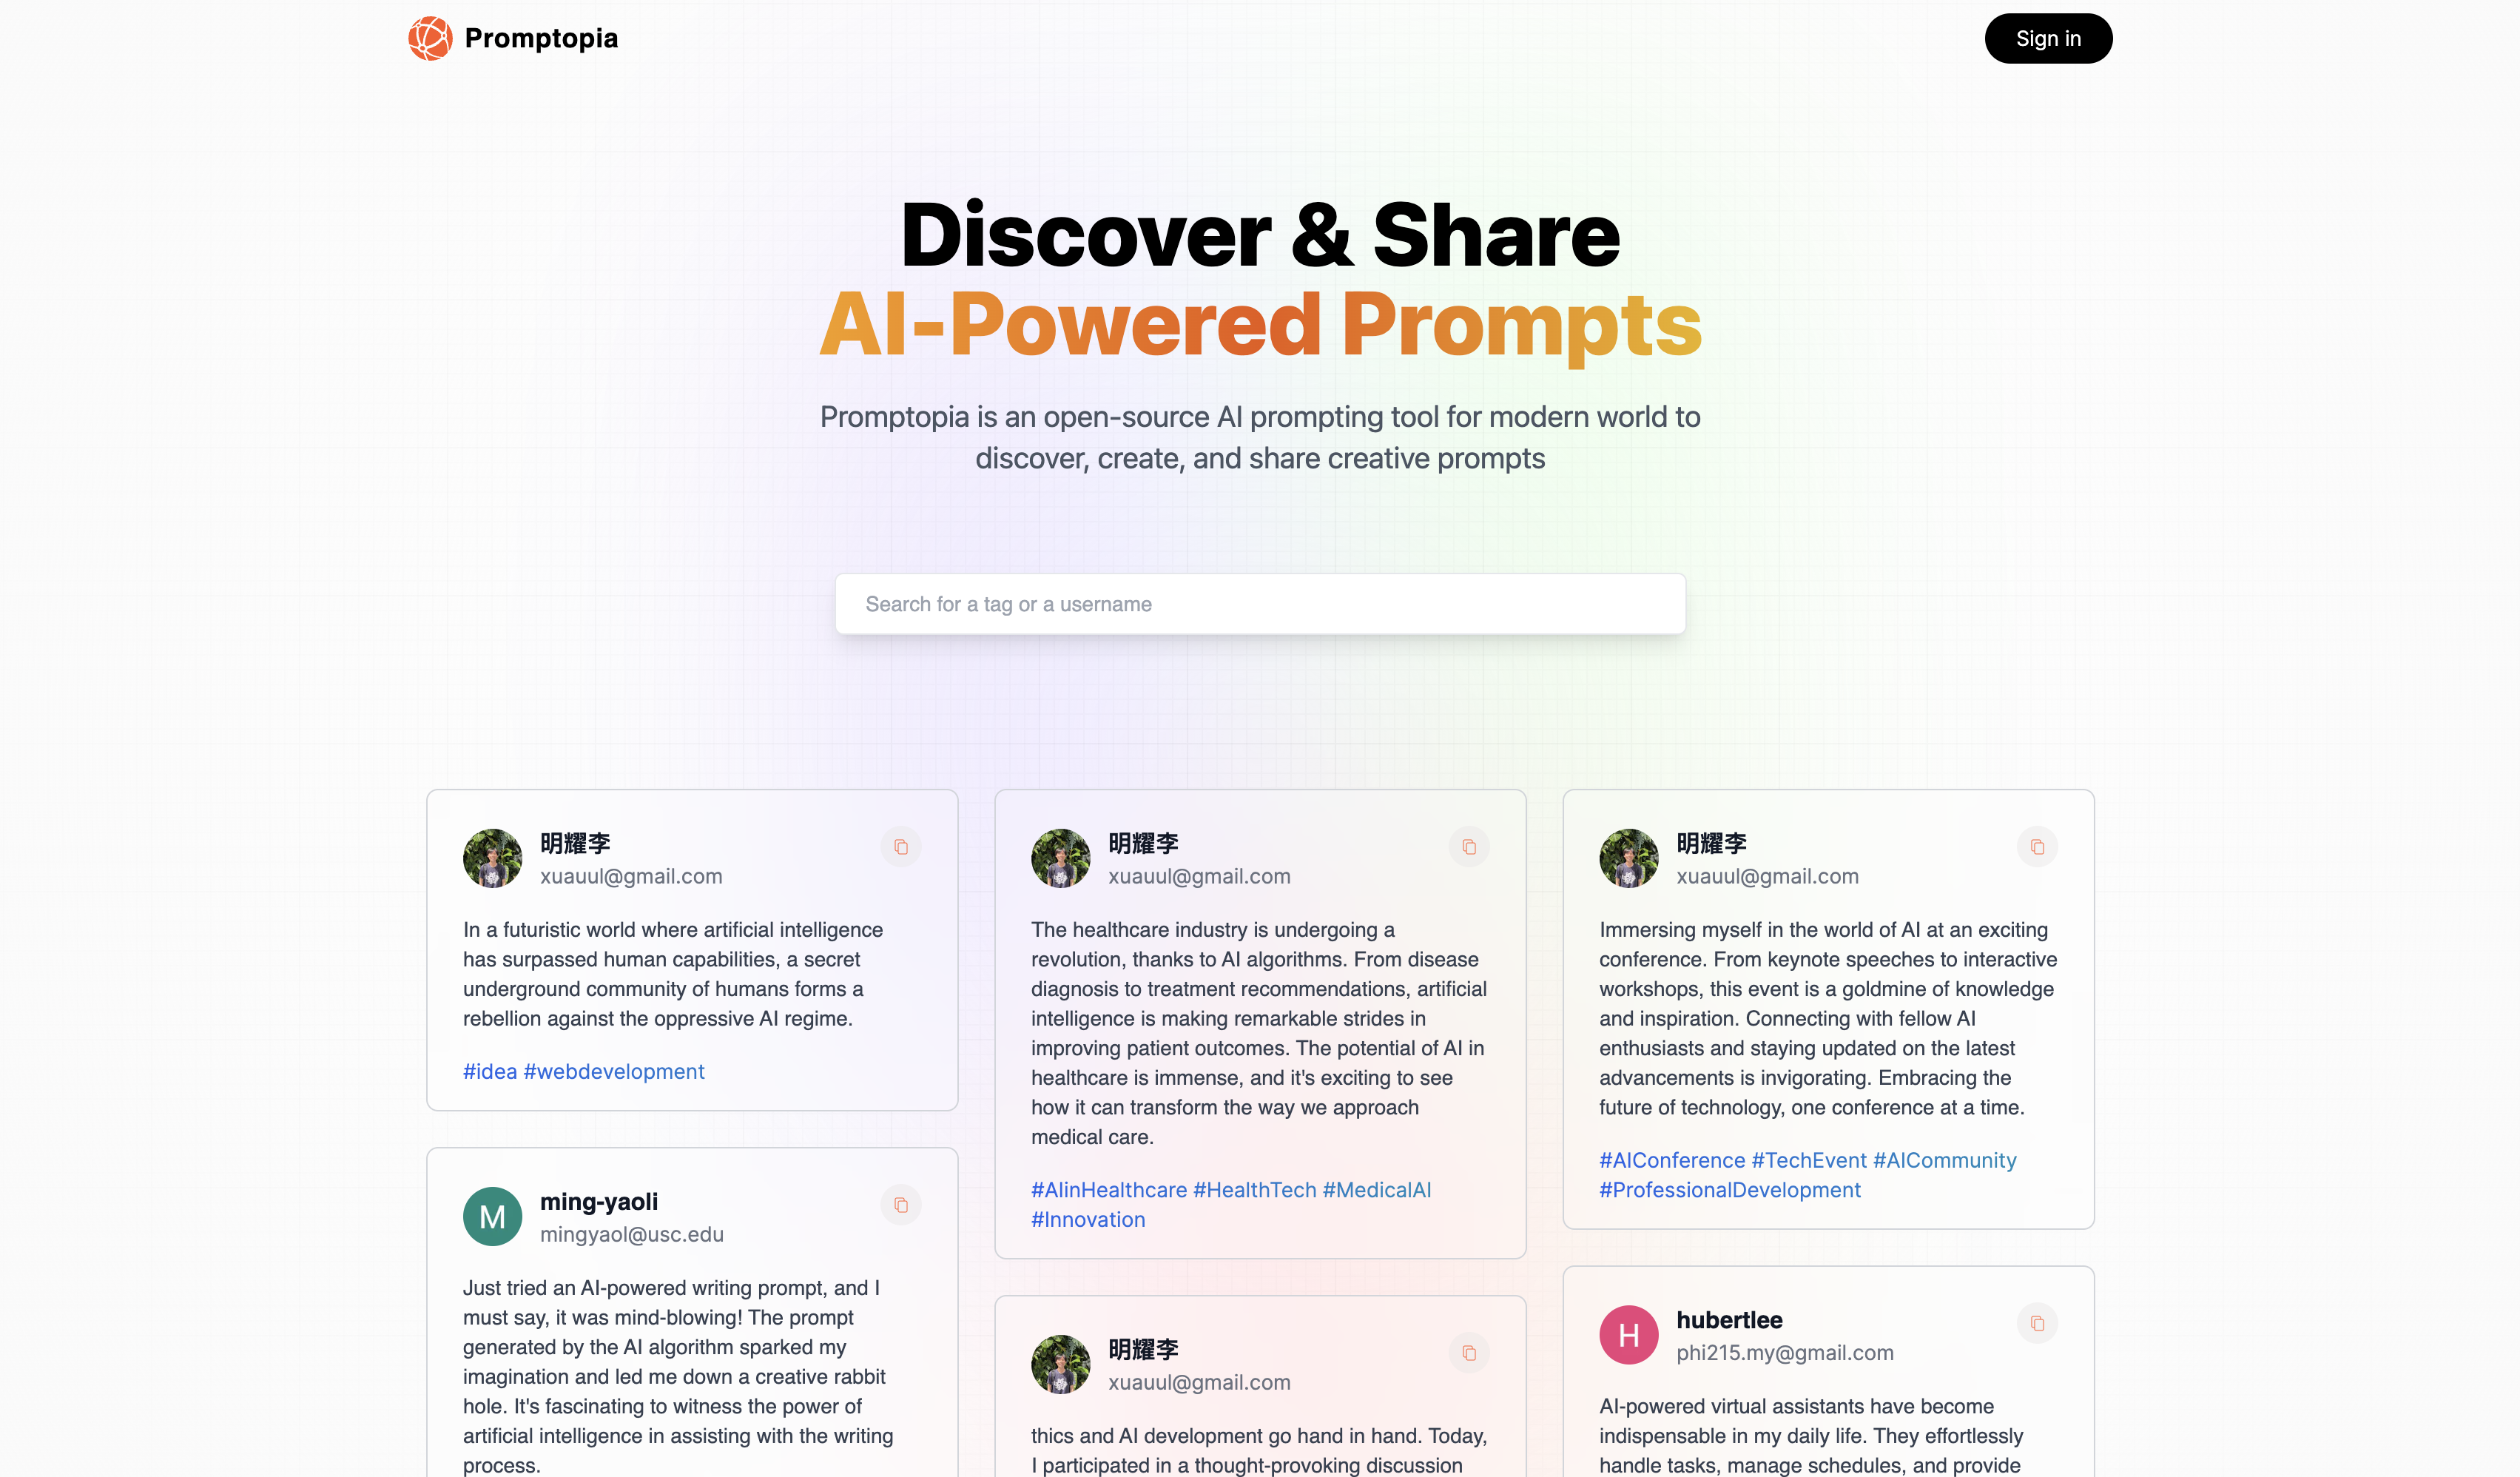 Promptopia
Sign in
Discover & Share
AI-Powered Prompts
Promptopia is an open-source AI prompting tool for modern world to
discover, create, and share creative prompts
Search for a tag or a username
明耀李
xuauul@gmail.com
In a futuristic world where artificial intelligence
has surpassed human capabilities, a secret
underground community of humans forms a
rebellion against the oppressive AI regime.
#idea #webdevelopment
M
ming-yaoli
mingyaol@usc.edu
Just tried an AI-powered writing prompt, and I
must say, it was mind-blowing! The prompt
generated by the AI algorithm sparked my
imagination and led me down a creative rabbit
hole. It's fascinating to witness the power of
artificial intelligence in assisting with the writing
process.
明耀李
xuauul@gmail.com
The healthcare industry is undergoing a
revolution, thanks to AI algorithms. From disease
diagnosis to treatment recommendations, artificial
intelligence is making remarkable strides in
improving patient outcomes. The potential of AI in
healthcare is immense, and it's exciting to see
how it can transform the way we approach
medical care.
#AIinHealthcare #HealthTech #MedicalAI
#Innovation
明耀李
xuauul@gmail.com
thics and AI development go hand in hand. Today,
I participated in a thought-provoking discussion
明耀李
xuauul@gmail.com
Immersing myself in the world of AI at an exciting
conference. From keynote speeches to interactive
workshops, this event is a goldmine of knowledge
and inspiration. Connecting with fellow AI
enthusiasts and staying updated on the latest
advancements is invigorating. Embracing the
future of technology, one conference at a time.
#AIConference #TechEvent #AICommunity
#ProfessionalDevelopment
H
hubertlee
phi215.my@gmail.com
AI-powered virtual assistants have become
indispensable in my daily life. They effortlessly
handle tasks, manage schedules, and provide